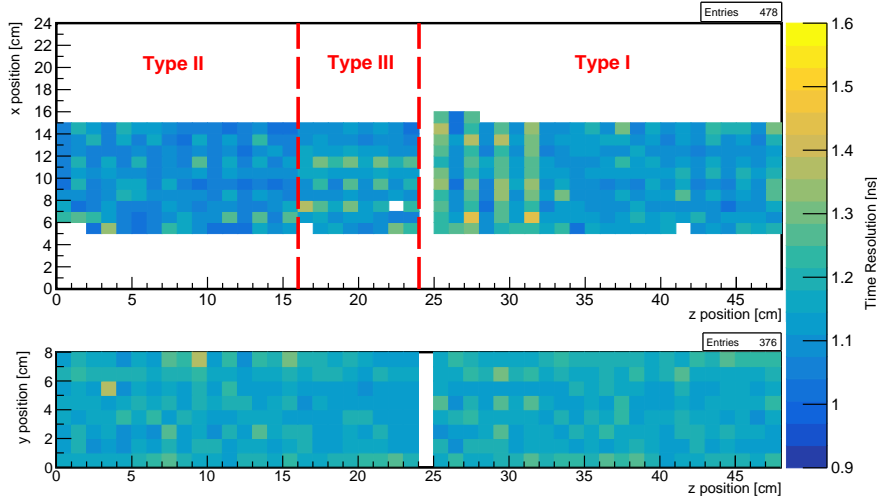 Entries 478
x position [cm]
24
22
20
18
16
14
12
10
8
6
4
2
0
Type II
Type III
Type I
0 5 10 15 20 25 30 35 40 45
z position [cm]
1.6
1.5
1.4
1.3
1.2
1.1
1
0.9
Time Resolution [ns]
Entries 376
y position [cm]
8
6
4
2
0
0 5 10 15 20 25 30 35 40 45
z position [cm]